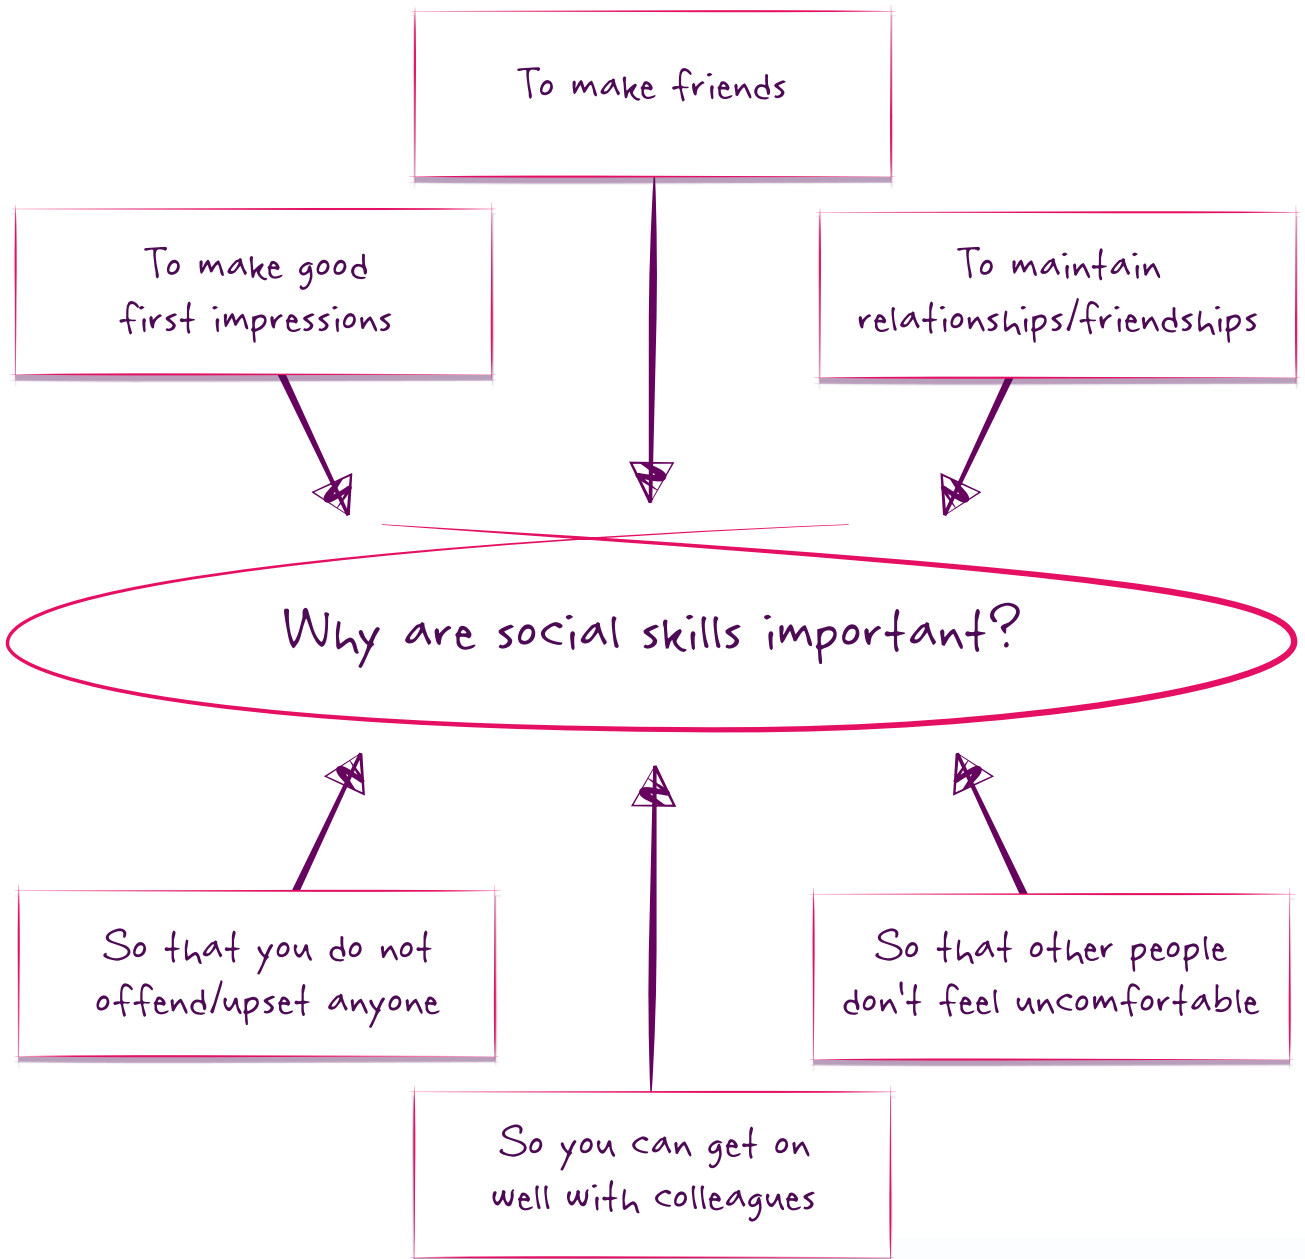 To make friends
To make good
first impressions
To maintain
relationships/friendships
Why are social skills important?
So that you do not
offend/upset anyone
So that other people
don't feel uncomfortable
So you can get on
well with colleagues